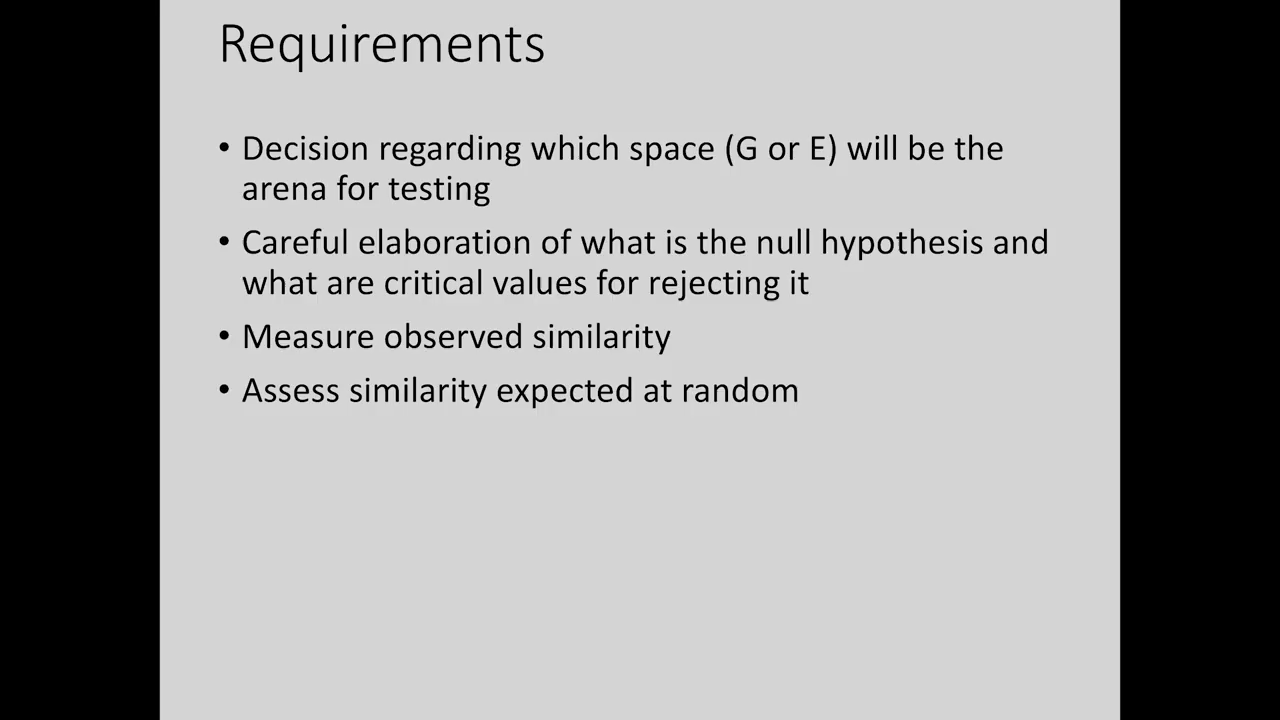 Requirements
• Decision regarding which space (G or E) will be the
arena for testing
• Careful elaboration of what is the null hypothesis and
what are critical values for rejecting it
• Measure observed similarity
• Assess similarity expected at random